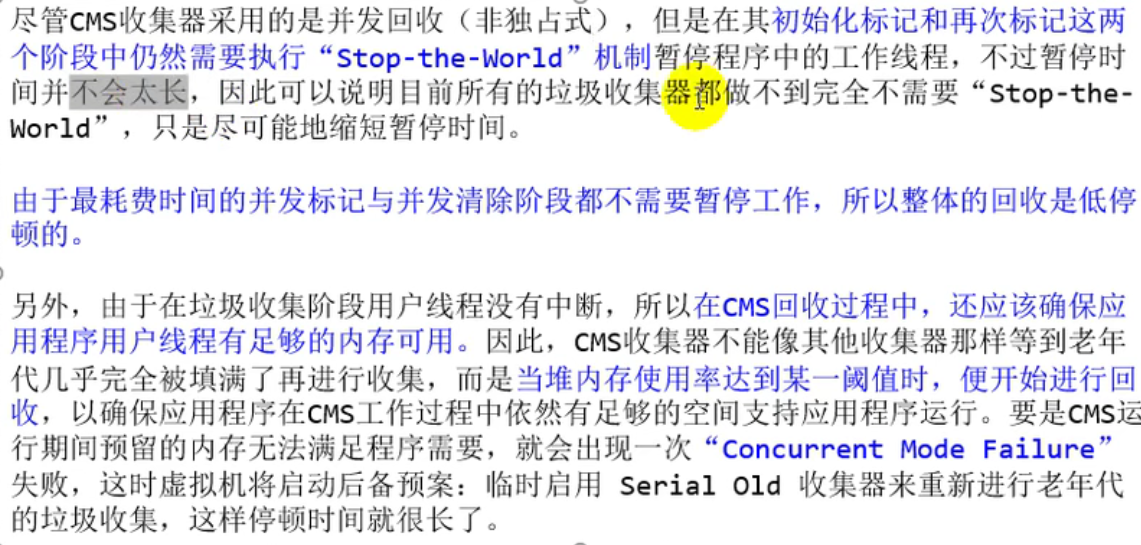 尽管CMS收集器采用的是并发回收（非独占式），但是在其初始化标记和再次标记这两
个阶段中仍然需要执行“Stop-the-World”机制暂停程序中的工作线程，不过暂停时
间并不会太长，因此可以说明目前所有的垃圾收集器都做不到完全不需要“Stop-the-
World”，只是尽可能地缩短暂停时间。
由于最耗费时间的并发标记与并发清除阶段都不需要暂停工作，所以整体的回收是低停
顿的。
另外，由于在垃圾收集阶段用户线程没有中断，所以在CMS回收过程中，还应该确保应
用程序用户线程有足够的内存可用。因此，CMS收集器不能像其他收集器那样等到老年
代几乎完全被填满了再进行收集，而是当堆内存使用率达到某一阈值时，便开始进行回
收，以确保应用程序在CMS工作过程中依然有足够的空间支持应用程序运行。要是CMS运
行期间预留的内存无法满足程序需要，就会出现一次“Concurrent Mode Failure”
失败，这时虚拟机将启动后备预案：临时启用 Serial Old 收集器来重新进行老年代
的垃圾收集，这样停顿时间就很长了。